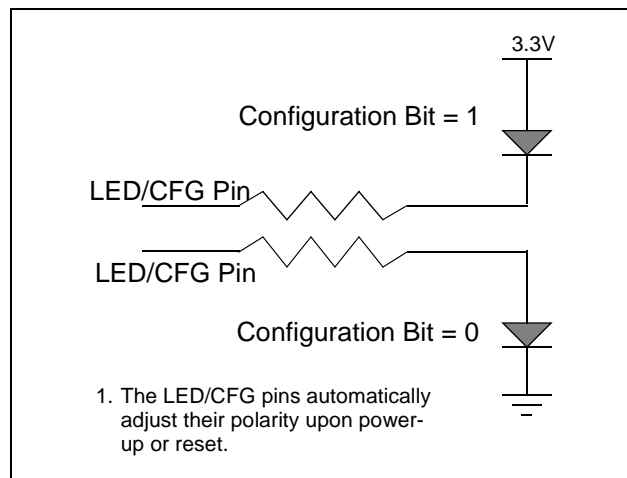 3.3V
Configuration Bit = 1
LED/CFG Pin
LED/CFG Pin
Configuration Bit = 0
1. The LED/CFG pins automatically
adjust their polarity upon power-
up or reset.